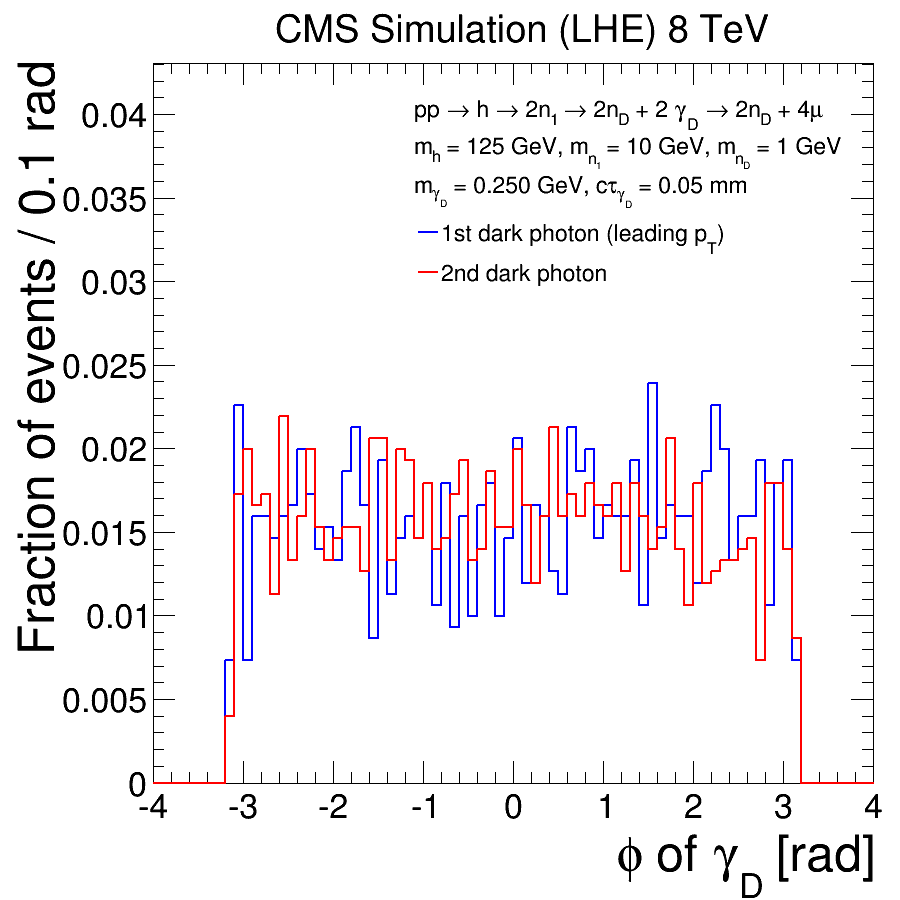 CMS Simulation (LHE) 8 TeV
Fraction of events / 0.1 rad
0.04
0.035
0.03
0.025
0.02
0.015
0.01
0.005
0
pp → h → 2n₁ → 2n_D + 2 γ_D → 2n_D + 4μ
m_h = 125 GeV, m_n₁ = 10 GeV, m_n_D = 1 GeV
m_γ_D = 0.250 GeV, cτ_γ_D = 0.05 mm
1st dark photon (leading p_T)
2nd dark photon
-4 -3 -2 -1 0 1 2 3 4
ϕ of γ_D [rad]